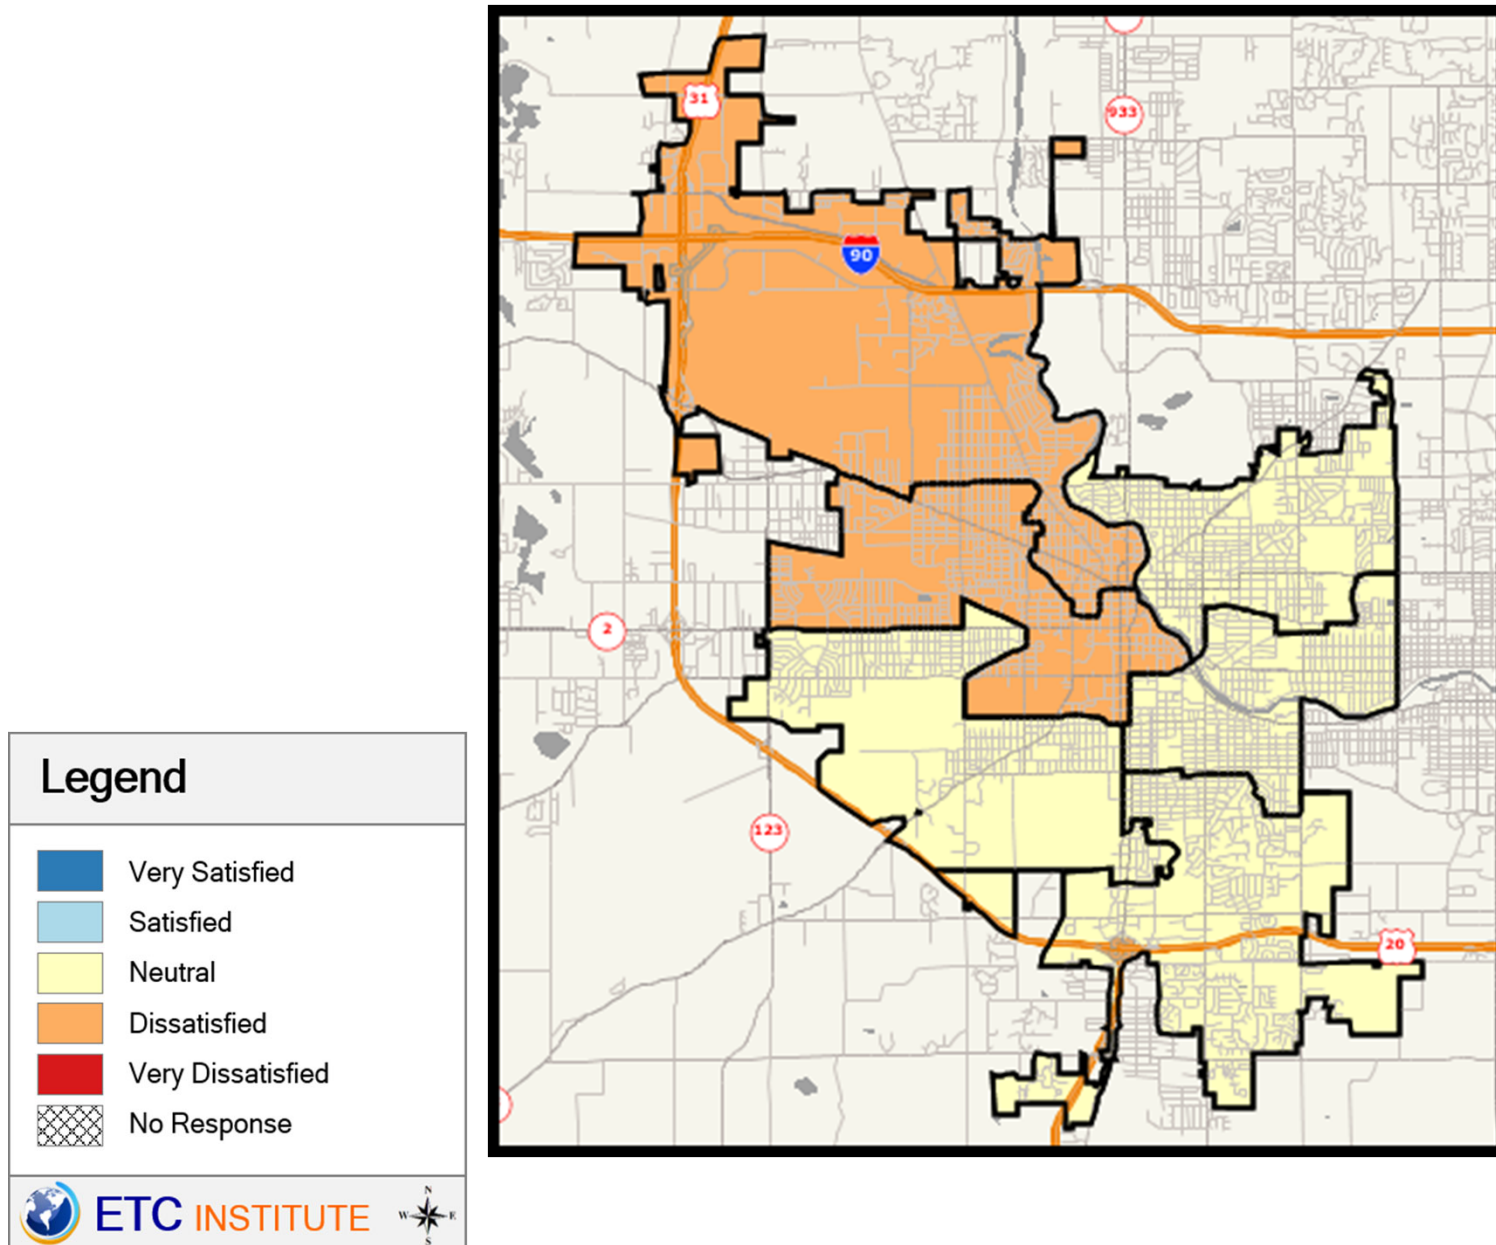 31
933
90
2
123
20
Legend
Very Satisfied
Satisfied
Neutral
Dissatisfied
Very Dissatisfied
No Response
ETC INSTITUTE
N
W E
S